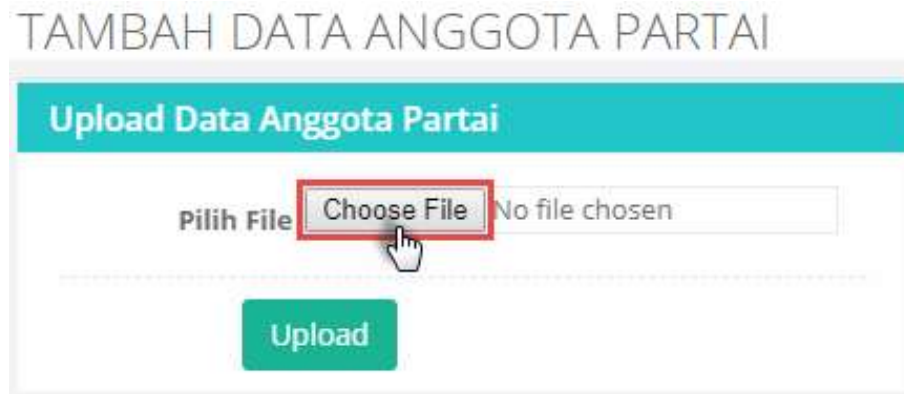 TAMBAH DATA ANGGOTA PARTAI
Upload Data Anggota Partai
Pilih File Choose File No file chosen
Upload